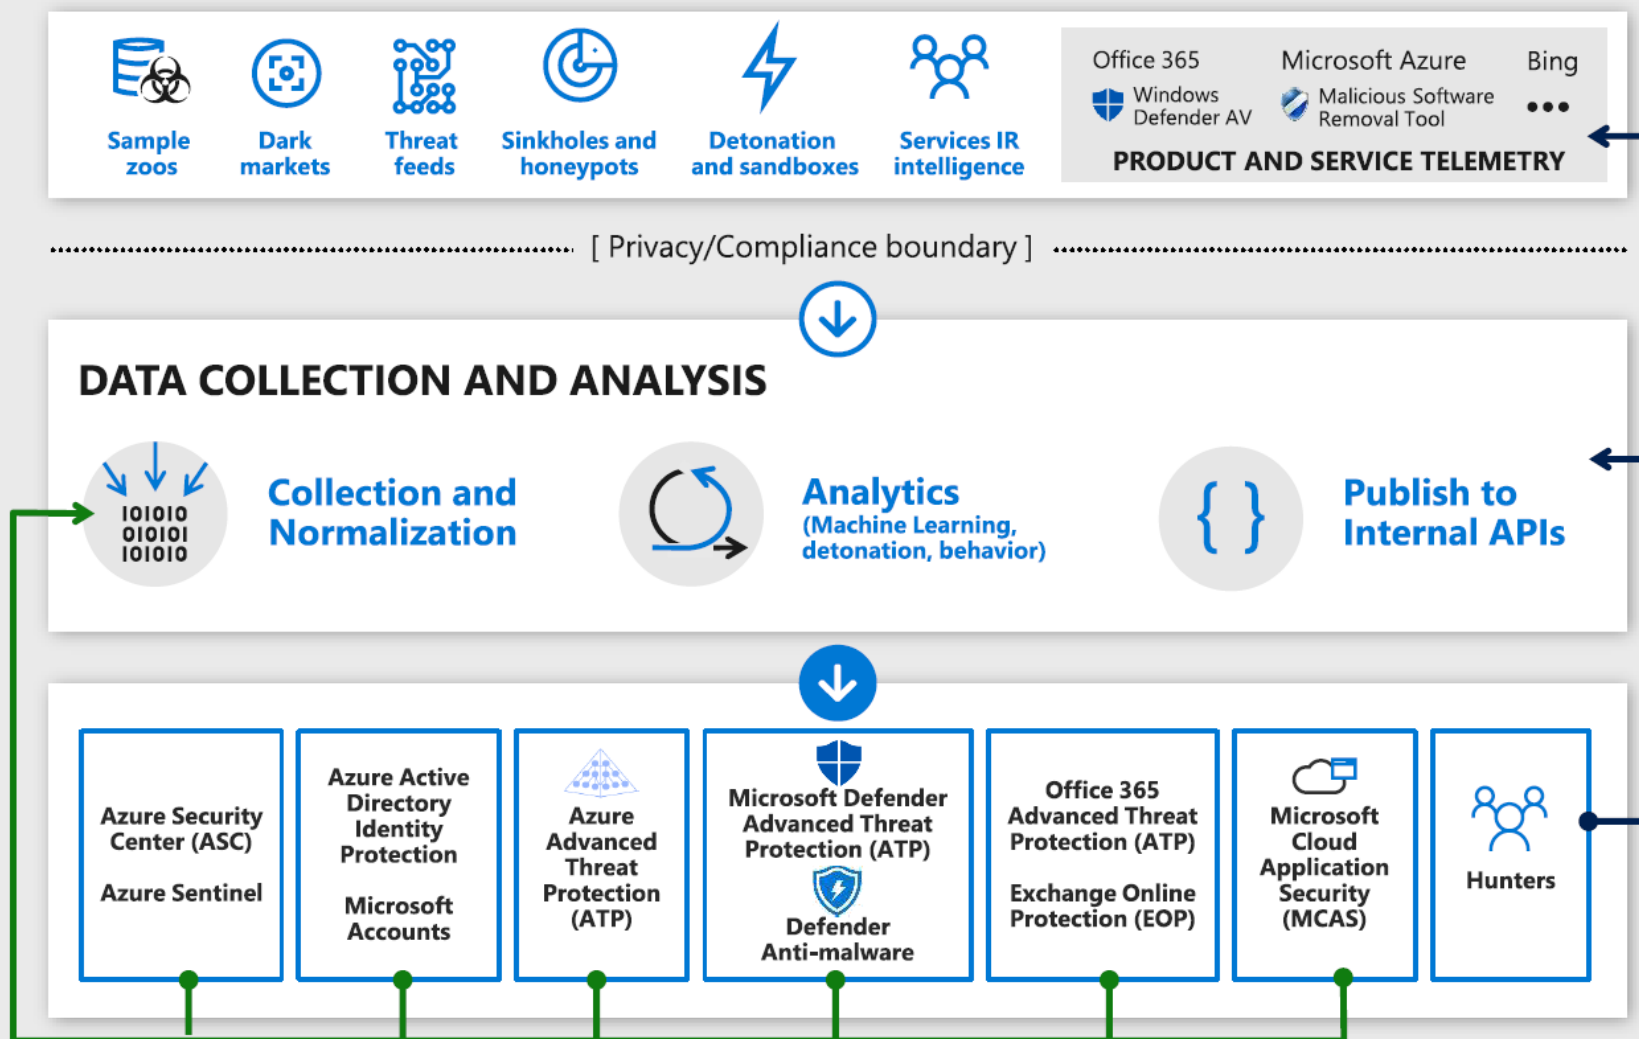 Sample
zoos
Dark
markets
Threat
feeds
Sinkholes and
honeypots
Detonation
and sandboxes
Services IR
intelligence
Office 365
Microsoft Azure
Bing
Windows
Defender AV
Malicious Software
Removal Tool
•••
PRODUCT AND SERVICE TELEMETRY
[ Privacy/Compliance boundary ]
DATA COLLECTION AND ANALYSIS
101010
010101
101010
Collection and
Normalization
Analytics
(Machine Learning,
detonation, behavior)
{ }
Publish to
Internal APIs
Azure Security
Center (ASC)
Azure Sentinel
Azure Active
Directory
Identity
Protection
Microsoft
Accounts
Azure
Advanced
Threat
Protection
(ATP)
Microsoft Defender
Advanced Threat
Protection (ATP)
Defender
Anti-malware
Office 365
Advanced Threat
Protection (ATP)
Exchange Online
Protection (EOP)
Microsoft
Cloud
Application
Security
(MCAS)
Hunters